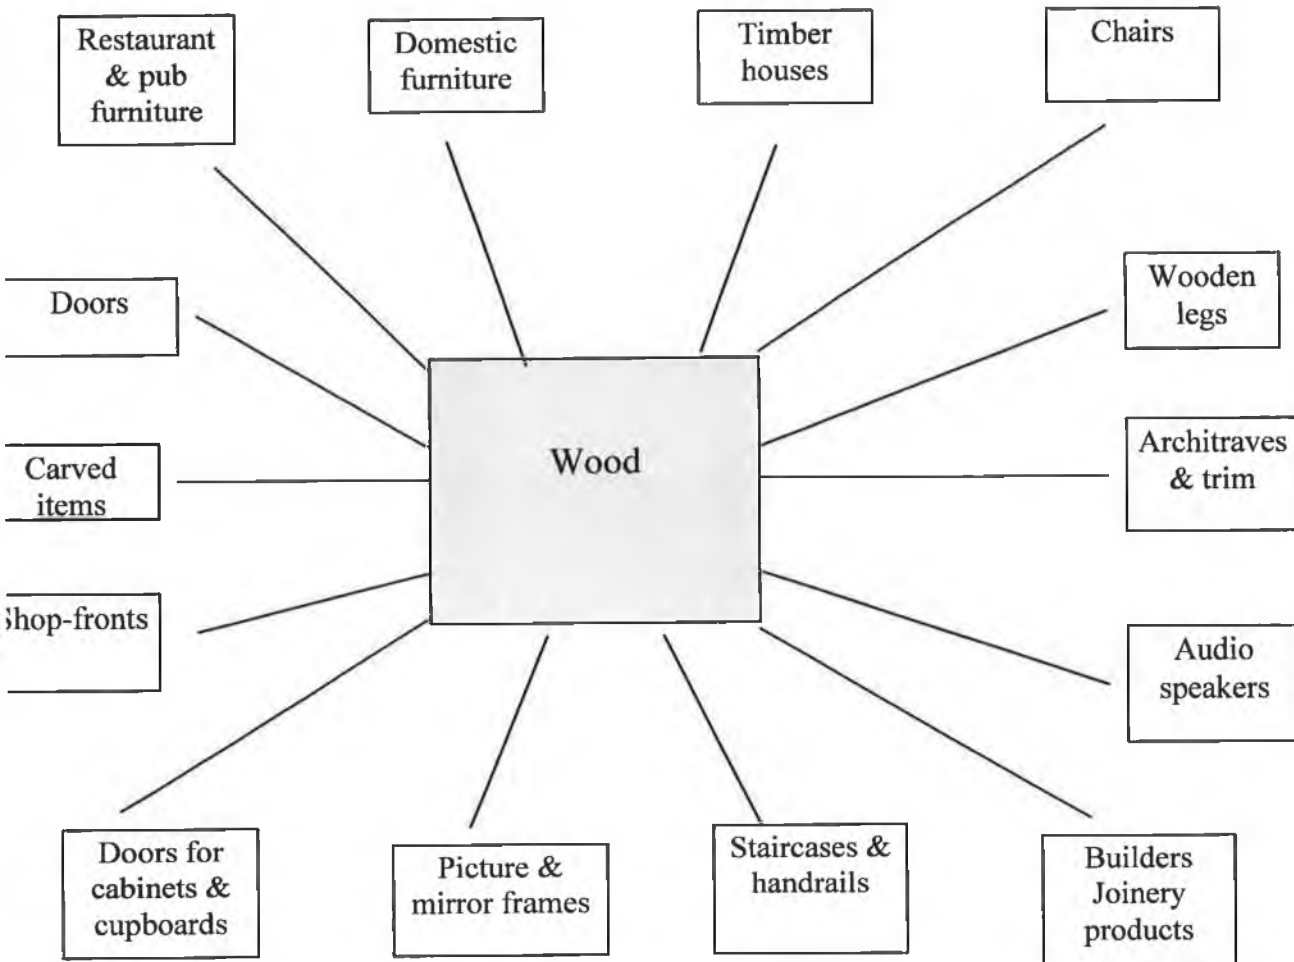 Restaurant
& pub
furniture
Domestic
furniture
Timber
houses
Chairs
Doors
Wooden
legs
Wood
Carved
items
Architraves
& trim
Shop-fronts
Audio
speakers
Doors for
cabinets &
cupboards
Picture &
mirror frames
Staircases &
handrails
Builders
Joinery
products